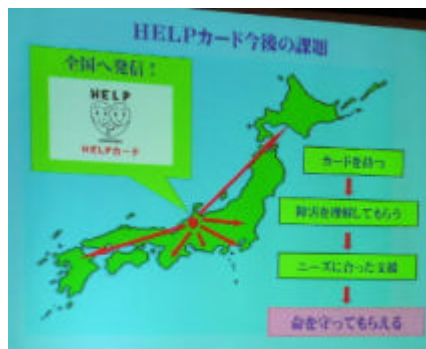 HELPカード今後の課題
全国へ発信!
HELP
HELPカード
カードを持つ
障害を理解してもらう
ニーズに合った支援
命を守ってもらえる